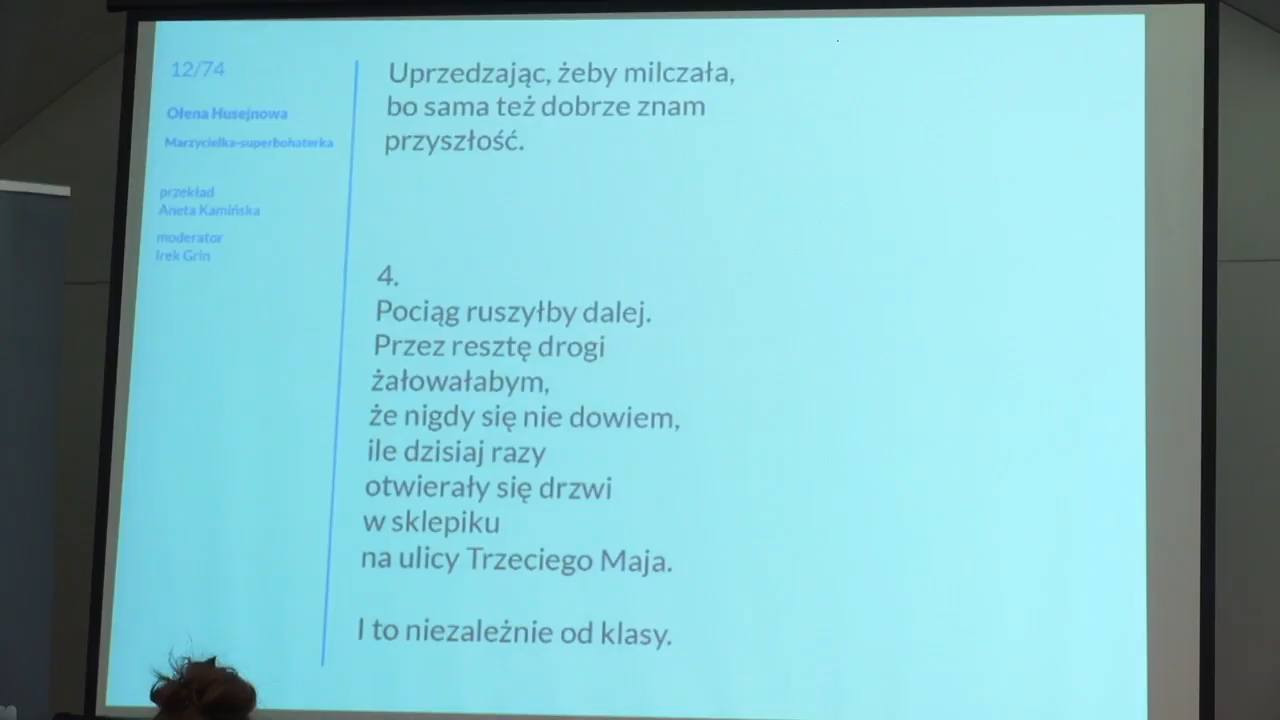 12/74
Ołena Husejnowa
Marzycielka-superbohaterka
przekład
Aneta Kamińska
moderator
Irek Grin
Uprzedzając, żeby milczała,
bo sama też dobrze znam
przyszłość.
4.
Pociąg ruszyłby dalej.
Przez resztę drogi
żałowałabym,
że nigdy się nie dowiem,
ile dzisiaj razy
otwierały się drzwi
w sklepiku
na ulicy Trzeciego Maja.
I to niezależnie od klasy.